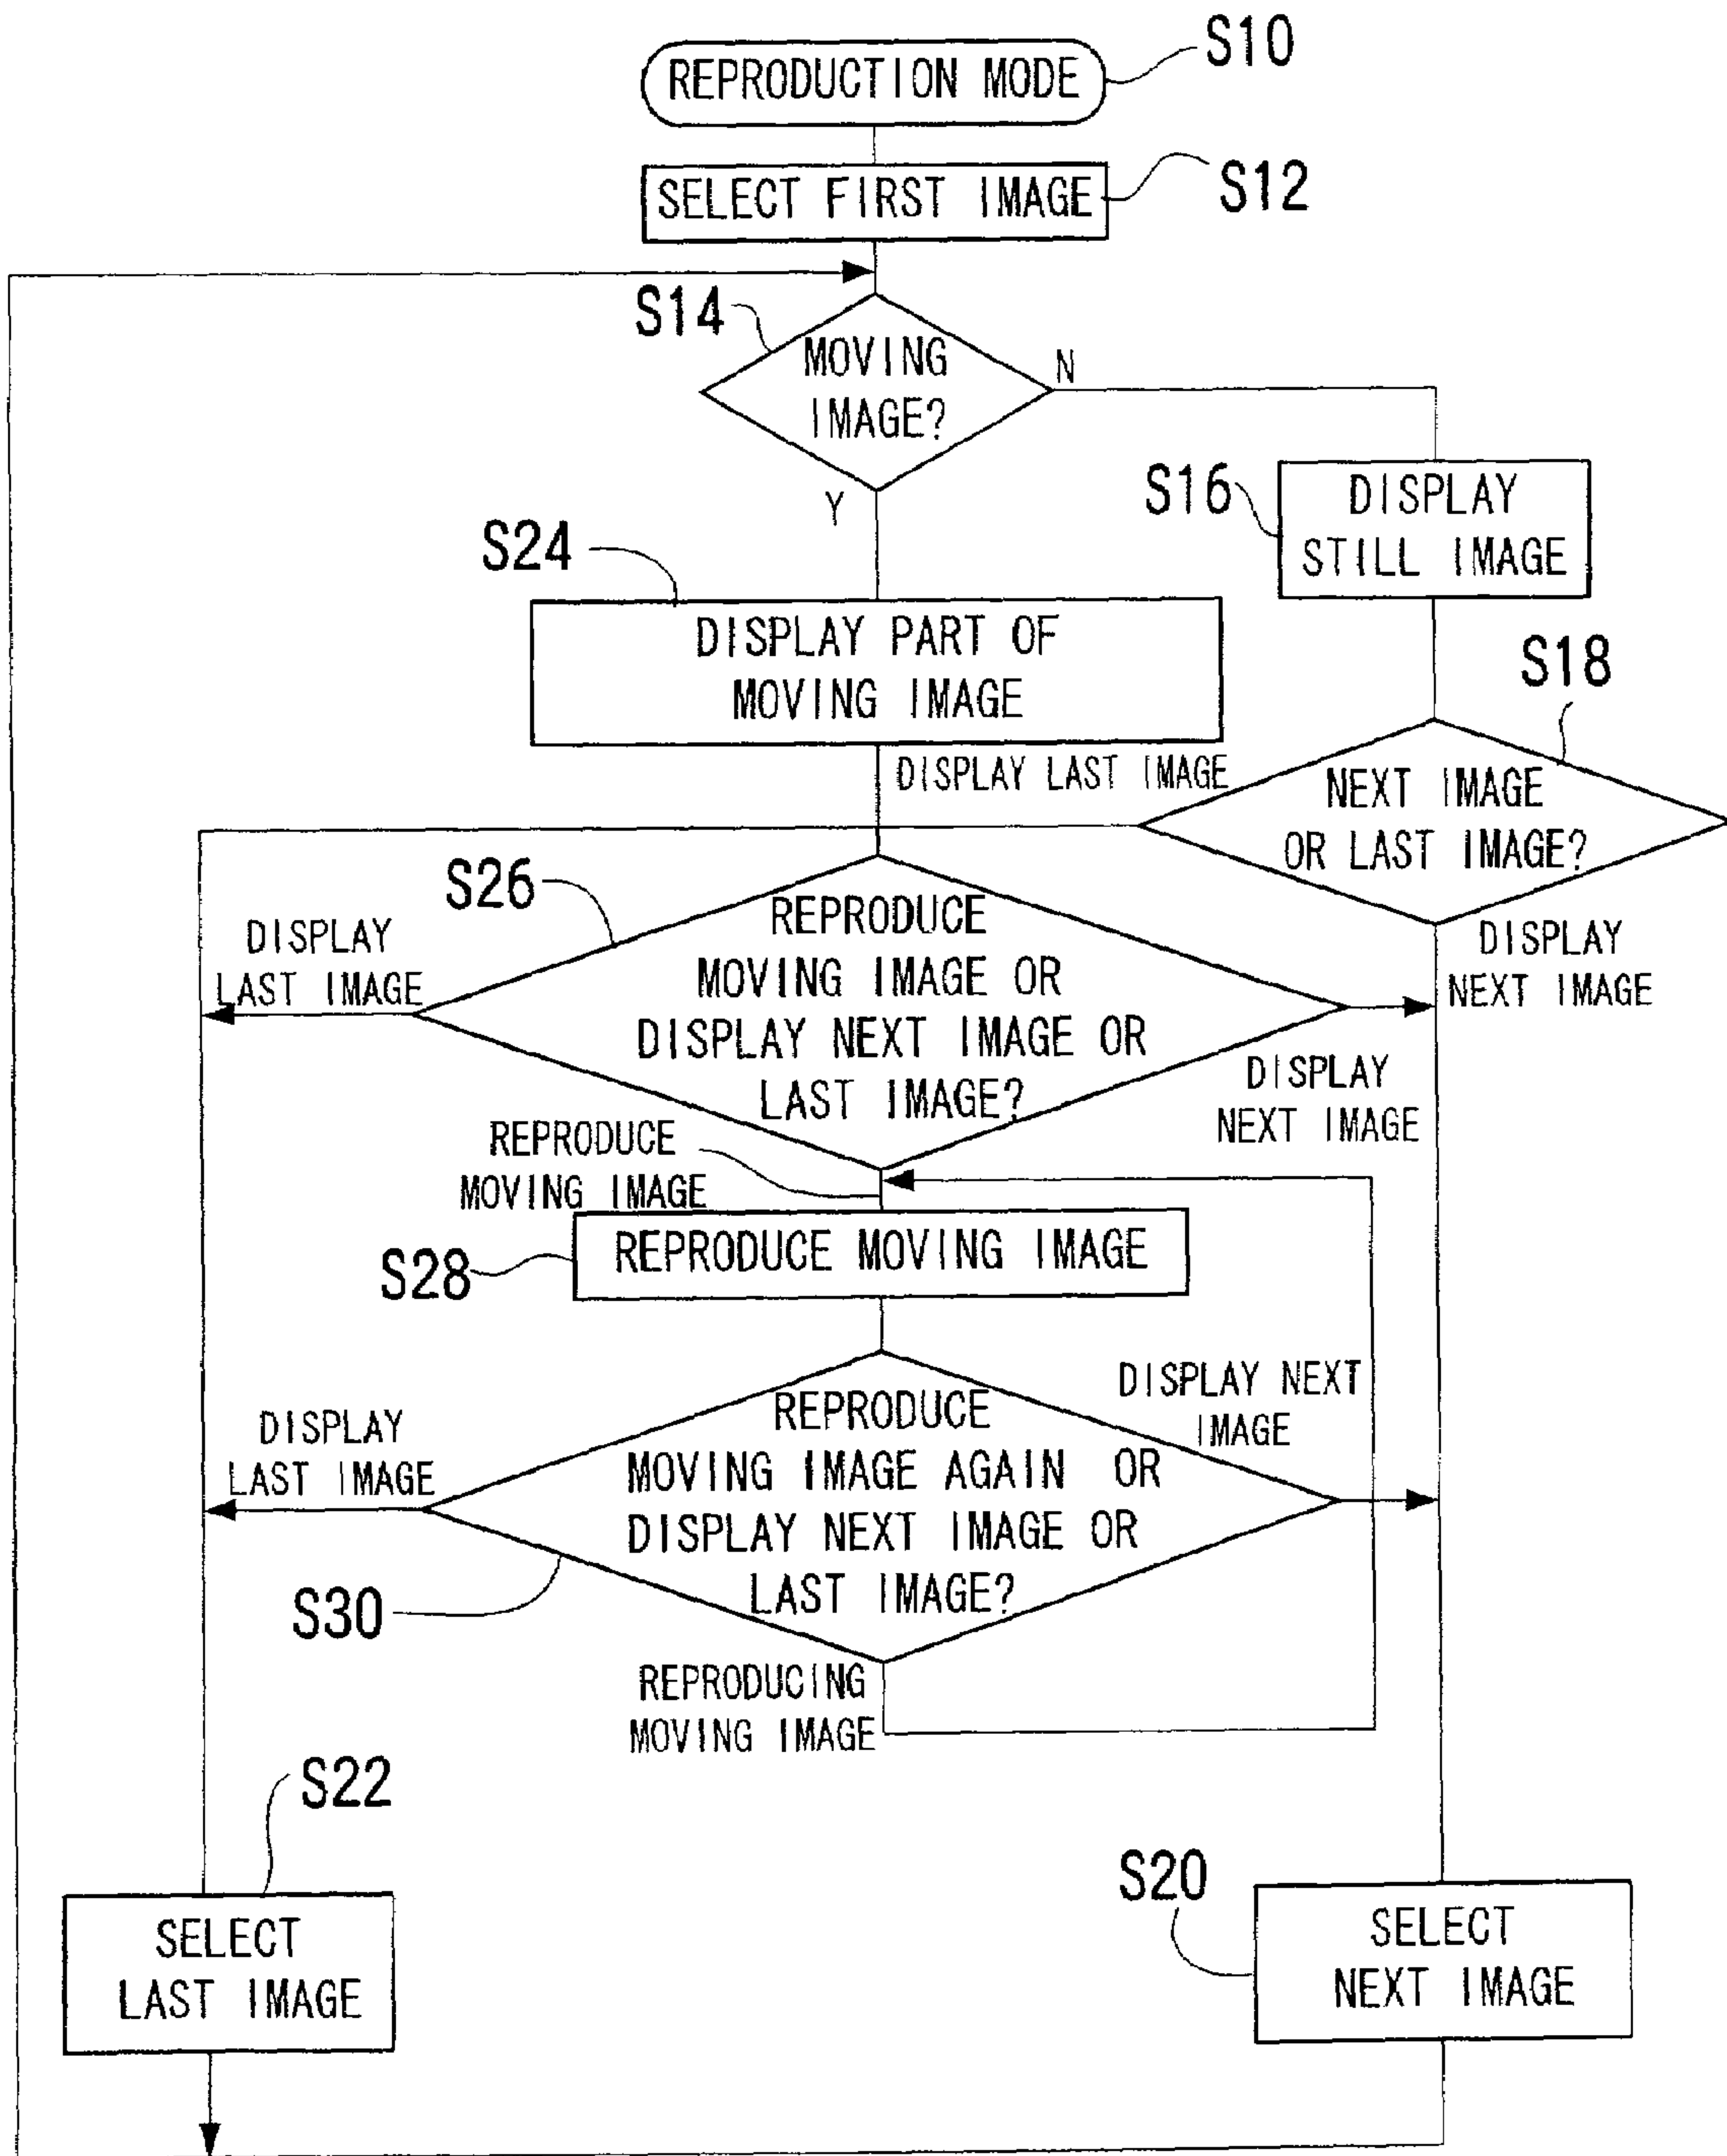 S10
REPRODUCTION MODE
S12
SELECT FIRST IMAGE
S14
MOVING
IMAGE?
N
Y
S16
DISPLAY
STILL IMAGE
S24
DISPLAY PART OF
MOVING IMAGE
S18
DISPLAY LAST IMAGE
NEXT IMAGE
OR LAST IMAGE?
S26
REPRODUCE
MOVING IMAGE OR
DISPLAY NEXT IMAGE OR
LAST IMAGE?
DISPLAY
LAST IMAGE
DISPLAY
NEXT IMAGE
DISPLAY
NEXT IMAGE
REPRODUCE
MOVING IMAGE
S28
REPRODUCE MOVING IMAGE
DISPLAY NEXT
IMAGE
DISPLAY
LAST IMAGE
REPRODUCE
MOVING IMAGE AGAIN OR
DISPLAY NEXT IMAGE OR
LAST IMAGE?
S30
REPRODUCING
MOVING IMAGE
S22
SELECT
LAST IMAGE
S20
SELECT
NEXT IMAGE